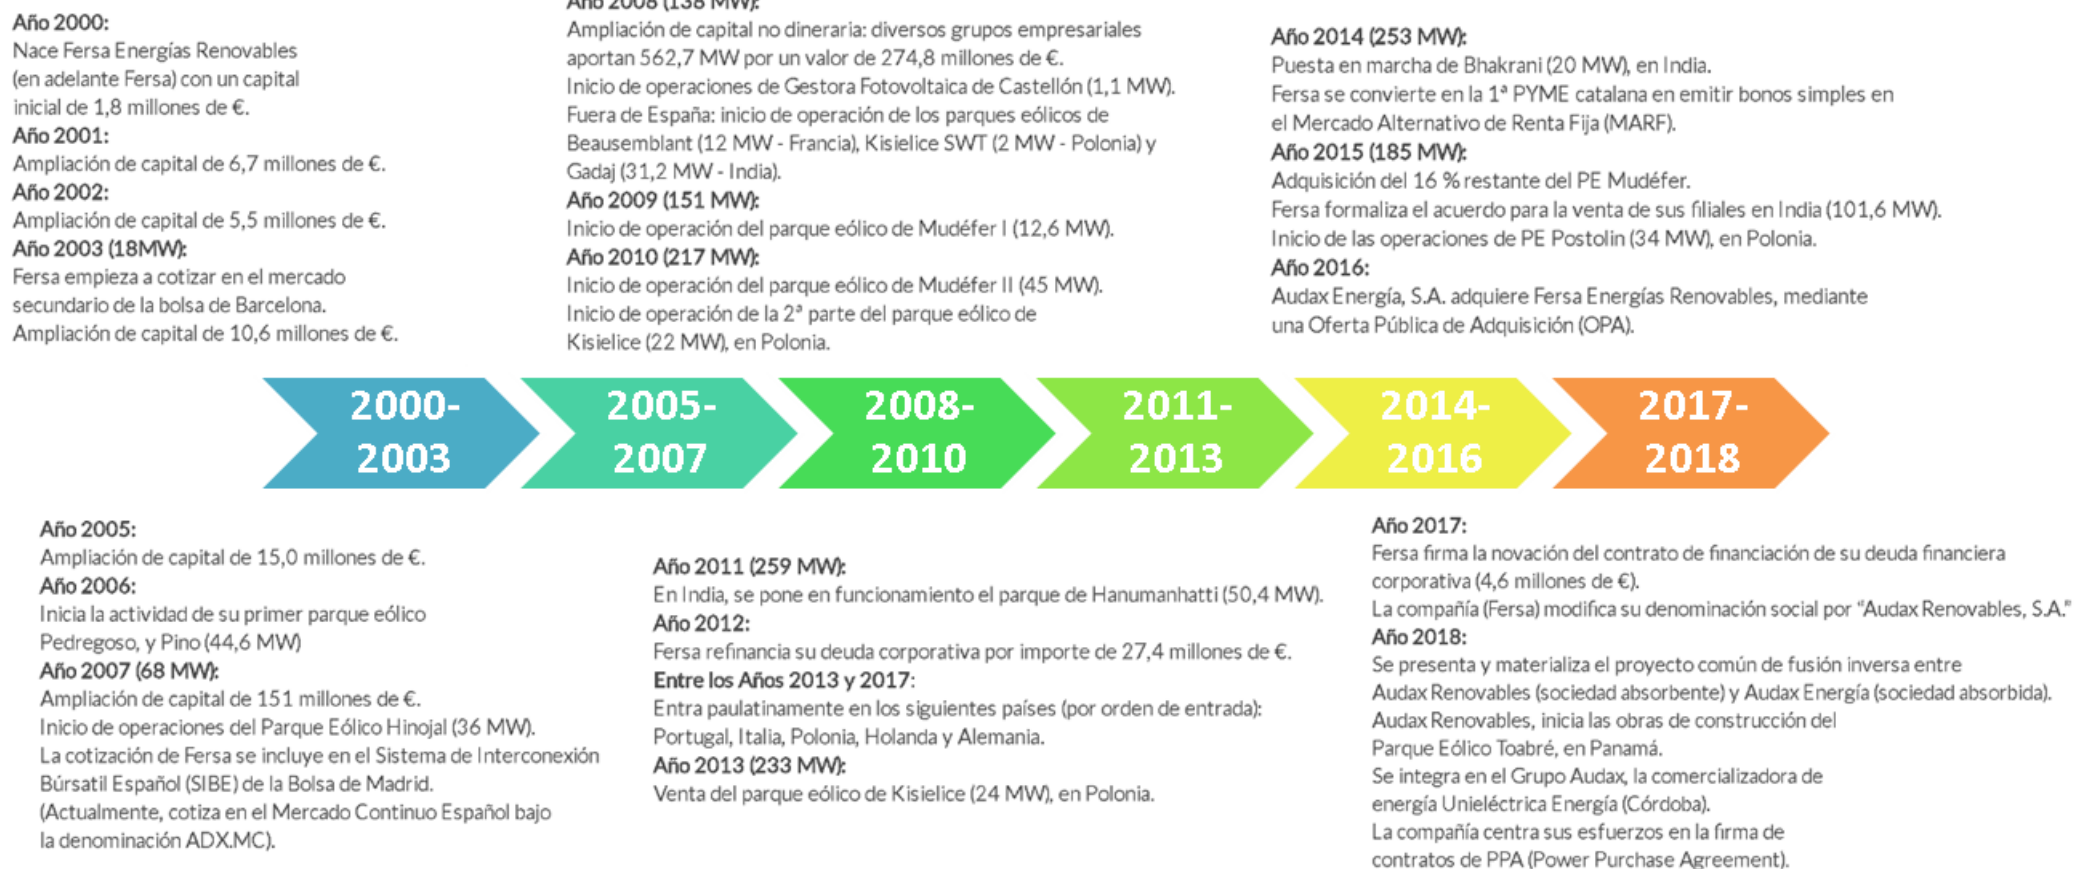 Año 2000:
Nace Fersa Energías Renovables
(en adelante Fersa) con un capital
inicial de 1,8 millones de €.
Año 2001:
Ampliación de capital de 6,7 millones de €.
Año 2002:
Ampliación de capital de 5,5 millones de €.
Año 2003 (18MW):
Fersa empieza a cotizar en el mercado
secundario de la bolsa de Barcelona.
Ampliación de capital de 10,6 millones de €.
Año 2008 (138 MW):
Ampliación de capital no dineraria: diversos grupos empresariales
aportan 562,7 MW por un valor de 274,8 millones de €.
Inicio de operaciones de Gestora Fotovoltaica de Castellón (1,1 MW).
Fuera de España: inicio de operación de los parques eólicos de
Beausemblant (12 MW - Francia), Kisielice SWT (2 MW - Polonia) y
Gadaj (31,2 MW - India).
Año 2009 (151 MW):
Inicio de operación del parque eólico de Mudéfer I (12,6 MW).
Año 2010 (217 MW):
Inicio de operación del parque eólico de Mudéfer II (45 MW).
Inicio de operación de la 2ª parte del parque eólico de
Kisielice (22 MW), en Polonia.
Año 2014 (253 MW):
Puesta en marcha de Bhakrani (20 MW), en India.
Fersa se convierte en la 1ª PYME catalana en emitir bonos simples en
el Mercado Alternativo de Renta Fija (MARF).
Año 2015 (185 MW):
Adquisición del 16 % restante del PE Mudéfer.
Fersa formaliza el acuerdo para la venta de sus filiales en India (101,6 MW).
Inicio de las operaciones de PE Postolin (34 MW), en Polonia.
Año 2016:
Audax Energía, S.A. adquiere Fersa Energías Renovables, mediante
una Oferta Pública de Adquisición (OPA).
2000-
2003
2005-
2007
2008-
2010
2011-
2013
2014-
2016
2017-
2018
Año 2005:
Ampliación de capital de 15,0 millones de €.
Año 2006:
Inicia la actividad de su primer parque eólico
Pedregoso, y Pino (44,6 MW)
Año 2007 (68 MW):
Ampliación de capital de 151 millones de €.
Inicio de operaciones del Parque Eólico Hinojal (36 MW).
La cotización de Fersa se incluye en el Sistema de Interconexión
Búrsatil Español (SIBE) de la Bolsa de Madrid.
(Actualmente, cotiza en el Mercado Continuo Español bajo
la denominación ADX.MC).
Año 2011 (259 MW):
En India, se pone en funcionamiento el parque de Hanumanhatti (50,4 MW).
Año 2012:
Fersa refinancia su deuda corporativa por importe de 27,4 millones de €.
Entre los Años 2013 y 2017:
Entra paulatinamente en los siguientes países (por orden de entrada):
Portugal, Italia, Polonia, Holanda y Alemania.
Año 2013 (233 MW):
Venta del parque eólico de Kisielice (24 MW), en Polonia.
Año 2017:
Fersa firma la novación del contrato de financiación de su deuda financiera
corporativa (4,6 millones de €).
La compañía (Fersa) modifica su denominación social por “Audax Renovables, S.A.”
Año 2018:
Se presenta y materializa el proyecto común de fusión inversa entre
Audax Renovables (sociedad absorbente) y Audax Energía (sociedad absorbida).
Audax Renovables, inicia las obras de construcción del
Parque Eólico Toabré, en Panamá.
Se integra en el Grupo Audax, la comercializadora de
energía Unieléctrica Energía (Córdoba).
La compañía centra sus esfuerzos en la firma de
contratos de PPA (Power Purchase Agreement).